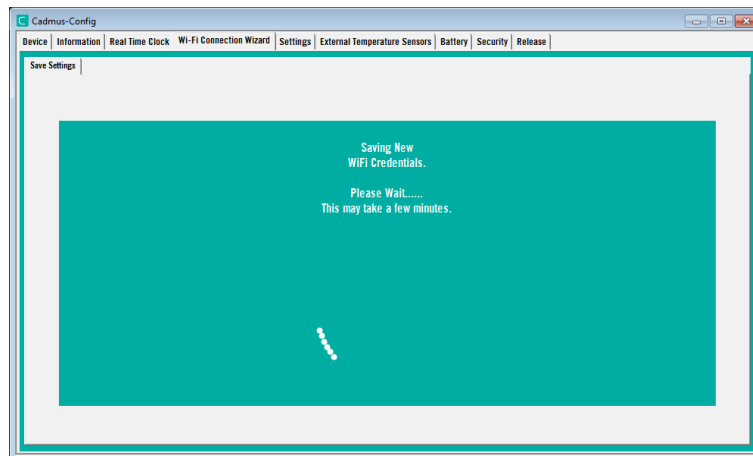 Cadmus-Config
Device Information Real Time Clock Wi-Fi Connection Wizard Settings External Temperature Sensors Battery Security Release
Save Settings
Saving New
WiFi Credentials.
Please Wait......
This may take a few minutes.